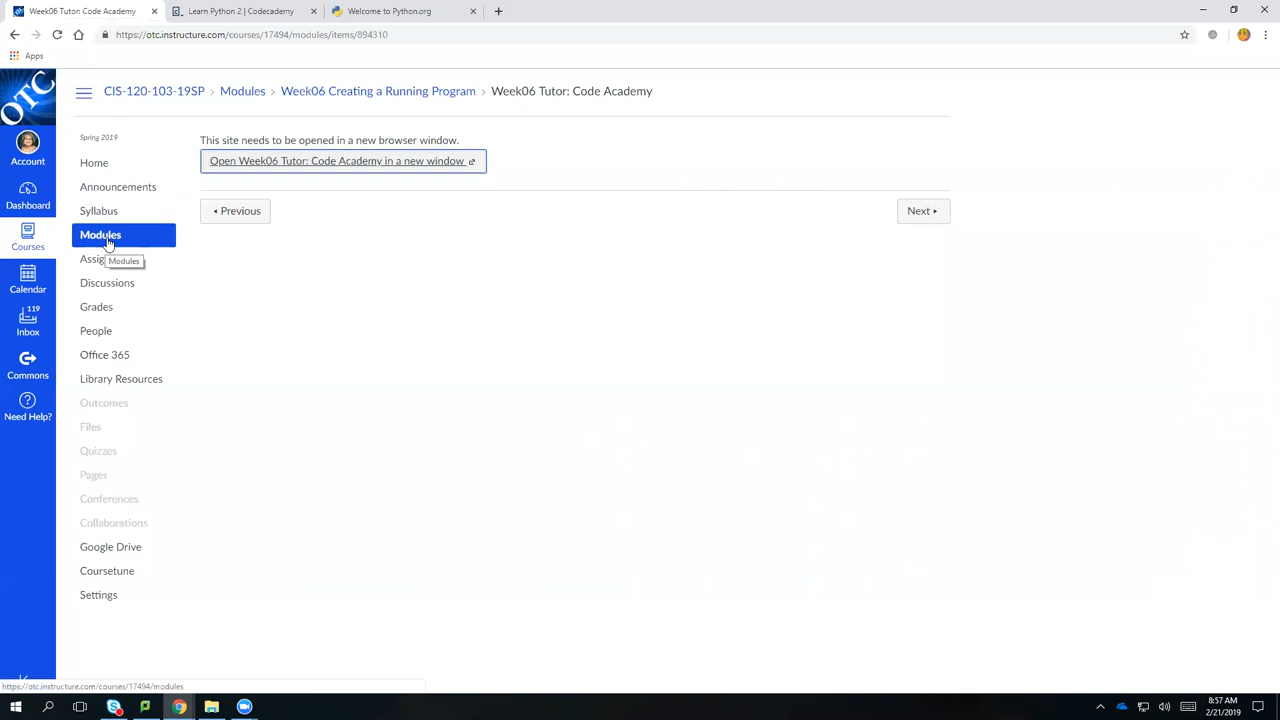 Week06 Tutor: Code Academy
Learn Python 2 | Codecademy
Welcome to Python.org
https://otc.instructure.com/courses/17494/modules/items/894310
Apps
OTC
CIS-120-103-19SP > Modules > Week06 Creating a Running Program > Week06 Tutor: Code Academy
Spring 2019
This site needs to be opened in a new browser window.
Open Week06 Tutor: Code Academy in a new window
Previous
Next
Account
Dashboard
Courses
Calendar
119
Inbox
Commons
Need Help?
Home
Announcements
Syllabus
Modules
Assig
Modules
Discussions
Grades
People
Office 365
Library Resources
Outcomes
Files
Quizzes
Pages
Conferences
Collaborations
Google Drive
Coursetune
Settings
https://otc.instructure.com/courses/17494/modules
8:57 AM
2/21/2019